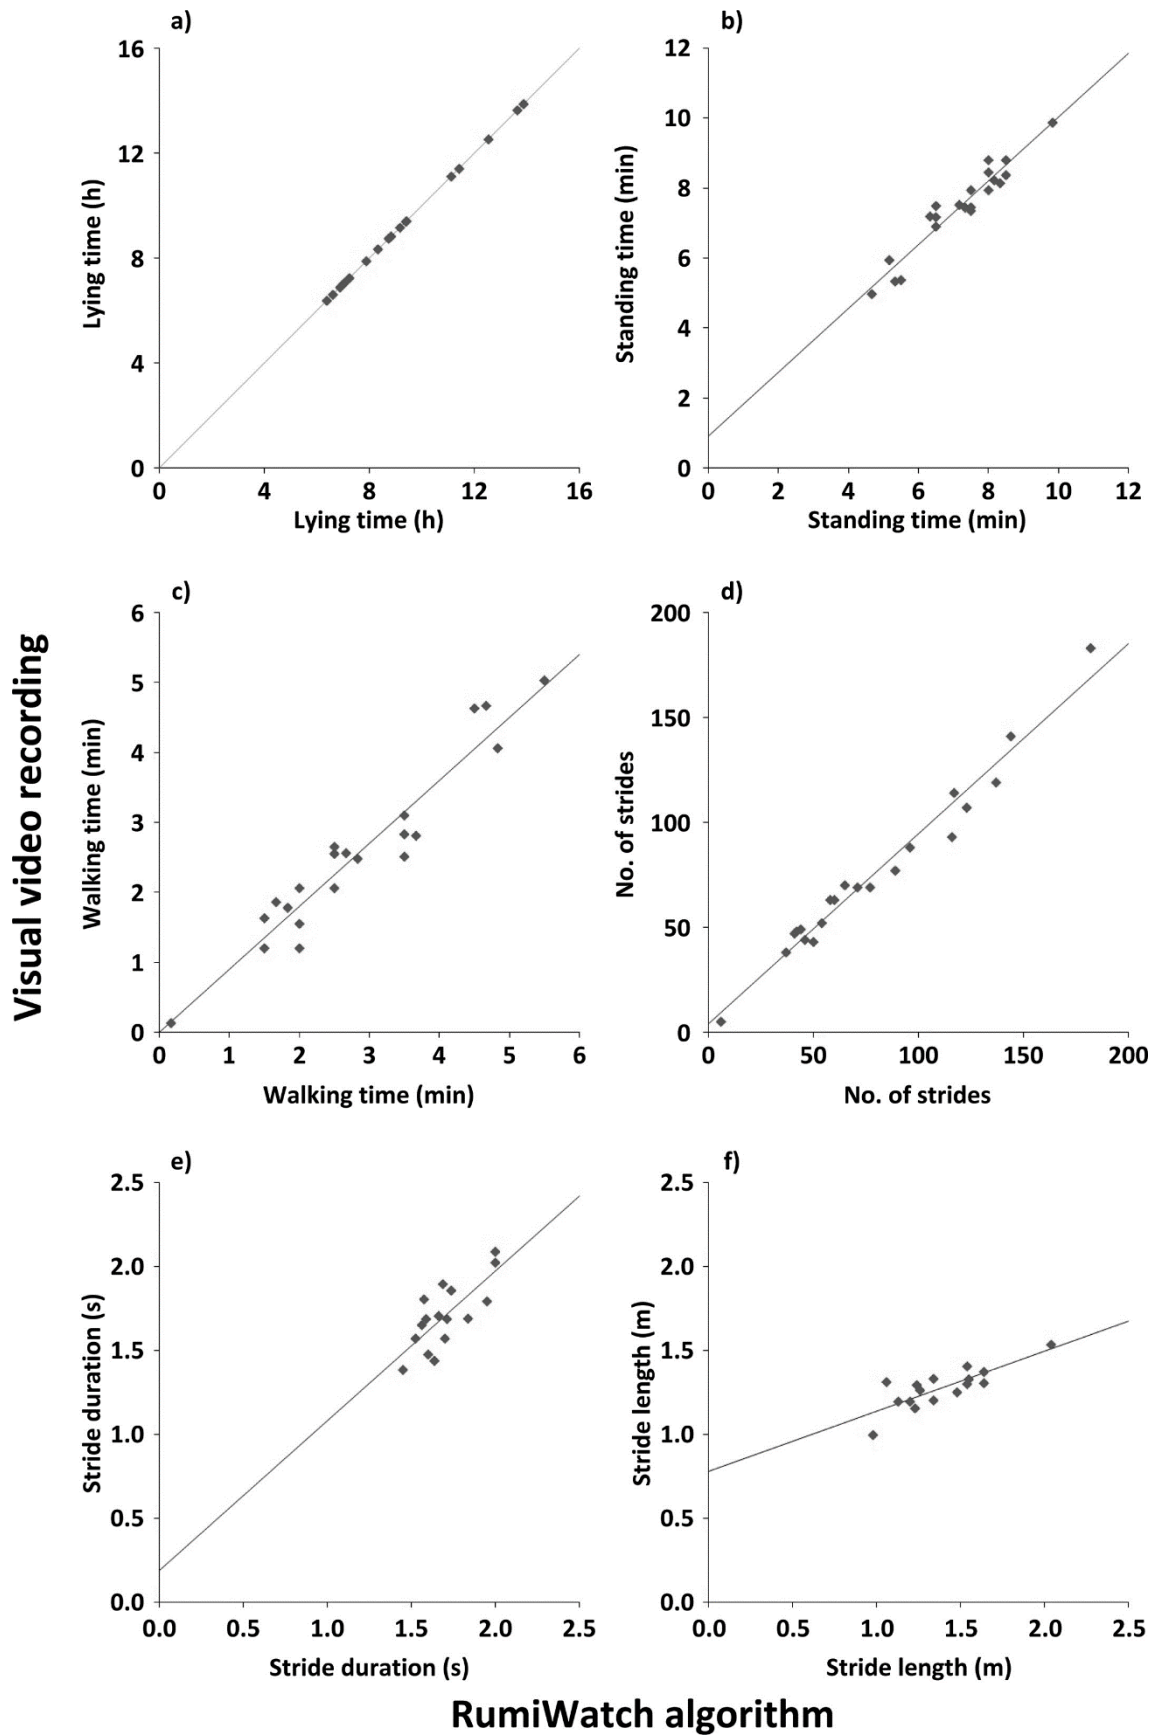 a)
16
12
8
4
0
0 4 8 12 16
Lying time (h)
Lying time (h)
b)
12
10
8
6
4
2
0
0 2 4 6 8 10 12
Standing time (min)
Standing time (min)
Visual video recording
c)
6
5
4
3
2
1
0
0 1 2 3 4 5 6
Walking time (min)
Walking time (min)
d)
200
150
100
50
0
0 50 100 150 200
No. of strides
No. of strides
e)
2.5
2.0
1.5
1.0
0.5
0.0
0.0 0.5 1.0 1.5 2.0 2.5
Stride duration (s)
Stride duration (s)
f)
2.5
2.0
1.5
1.0
0.5
0.0
0.0 0.5 1.0 1.5 2.0 2.5
Stride length (m)
Stride length (m)
RumiWatch algorithm